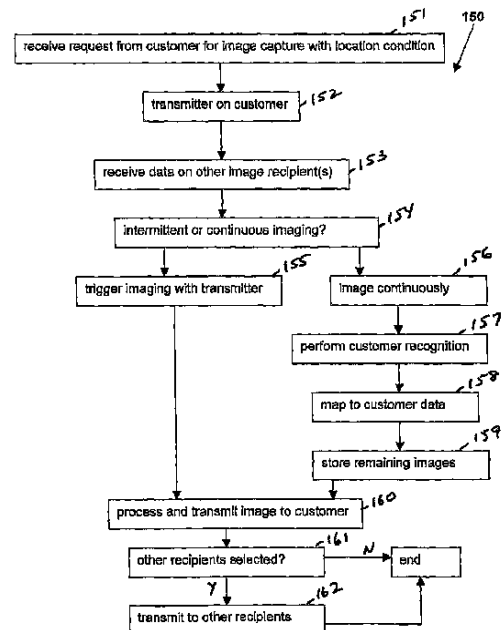 151
150
receive request from customer for image capture with location condition
152
transmitter on customer
153
receive data on other image recipient(s)
154
intermittent or continuous imaging?
155
156
trigger imaging with transmitter
image continuously
157
perform customer recognition
158
map to customer data
159
store remaining images
160
process and transmit image to customer
161
other recipients selected?
N
end
Y
162
transmit to other recipients